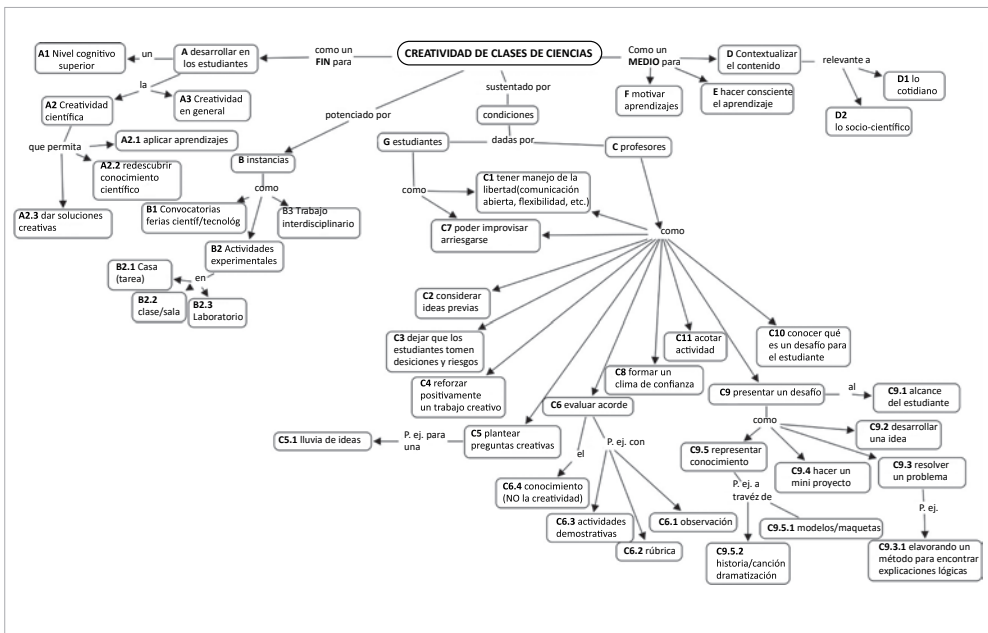 CREATIVIDAD DE CLASES DE CIENCIAS
como un
FIN para
A desarrollar en
los estudiantes
un
A1 Nivel cognitivo
superior
la
A2 Creatividad
científica
A3 Creatividad
en general
que permita
A2.1 aplicar aprendizajes
A2.2 redescubrir
conocimiento
científico
A2.3 dar soluciones
creativas
potenciado por
B instancias
como
B1 Convocatorias
ferias científ/tecnológ
B3 Trabajo
interdisciplinario
B2 Actividades
experimentales
en
B2.1 Casa
(tarea)
B2.2
clase/sala
B2.3
Laboratorio
sustentado por
condiciones
dadas por
G estudiantes
C profesores
como
C1 tener manejo de la
libertad(comunicación
abierta, flexibilidad, etc.)
C7 poder improvisar
arriesgarse
como
C2 considerar
ideas previas
C3 dejar que los
estudiantes tomen
desiciones y riesgos
C4 reforzar
positivamente
un trabajo creativo
C5 plantear
preguntas creativas
P. ej. para
una
C5.1 lluvia de ideas
C6 evaluar acorde
el
P. ej. con
C6.4 conocimiento
(NO la creatividad)
C6.3 actividades
demostrativas
C6.2 rúbrica
C6.1 observación
C8 formar un
clima de confianza
C11 acotar
actividad
C10 conocer qué
es un desafío para
el estudiante
C9 presentar un desafío
al
C9.1 alcance
del estudiante
como
C9.2 desarrollar
una idea
C9.5 representar
conocimiento
C9.4 hacer un
mini proyecto
C9.3 resolver
un problema
P. ej. a
travéz de
C9.5.1 modelos/maquetas
C9.5.2
historia/canción
dramatización
P. ej.
C9.3.1 elavorando un
método para encontrar
explicaciones lógicas
Como un
MEDIO para
D Contextualizar
el contenido
relevante a
D1 lo
cotidiano
D2
lo socio-científico
E hacer consciente
el aprendizaje
F motivar
aprendizajes